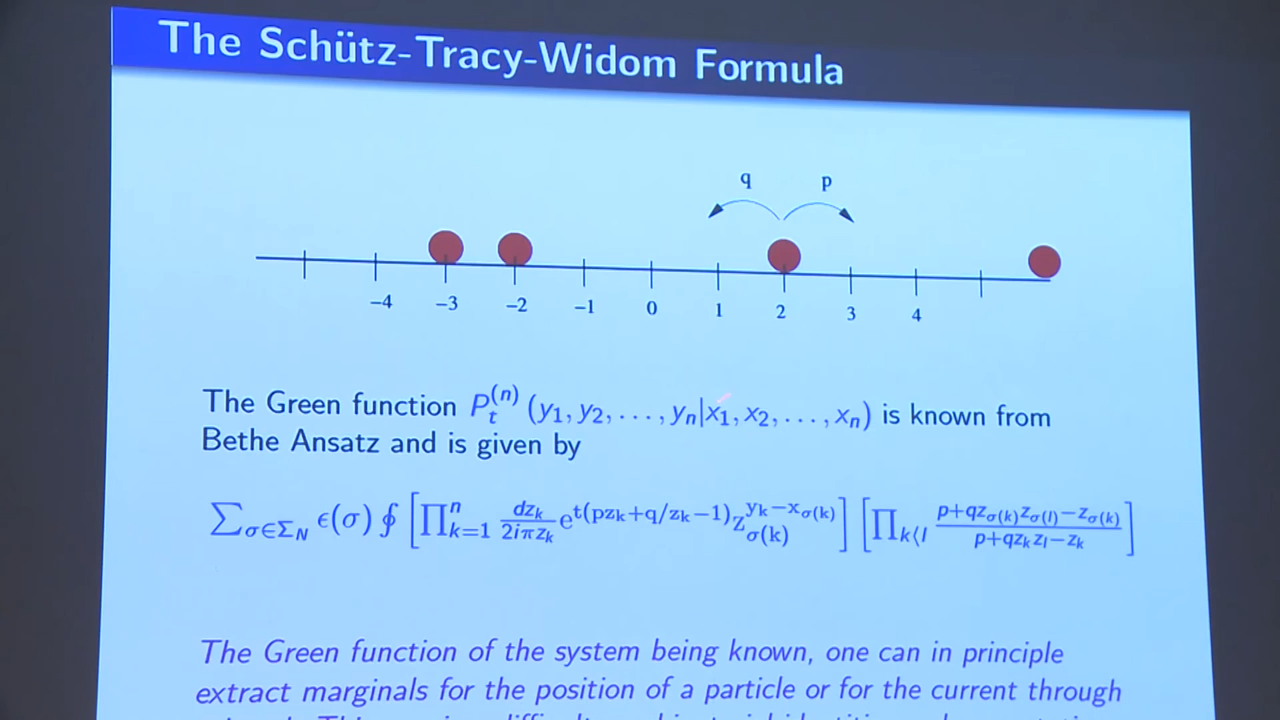 The Schütz-Tracy-Widom Formula
q p
−4 −3 −2 −1 0 1 2 3 4
The Green function P_t^{(n)} (y_1, y_2, . . . , y_n|x_1, x_2, . . . , x_n) is known from
Bethe Ansatz and is given by
∑_{σ∈Σ_N} ϵ(σ) ∮ [∏_{k=1}^n \frac{dz_k}{2iπz_k} e^{t(pz_k+q/z_k−1)} z_{σ(k)}^{y_k−x_{σ(k)}}] [∏_{k⟨l} \frac{p+qz_{σ(k)}z_{σ(l)}−z_{σ(k)}}{p+qz_kz_l−z_k}]
The Green function of the system being known, one can in principle
extract marginals for the position of a particle or for the current through